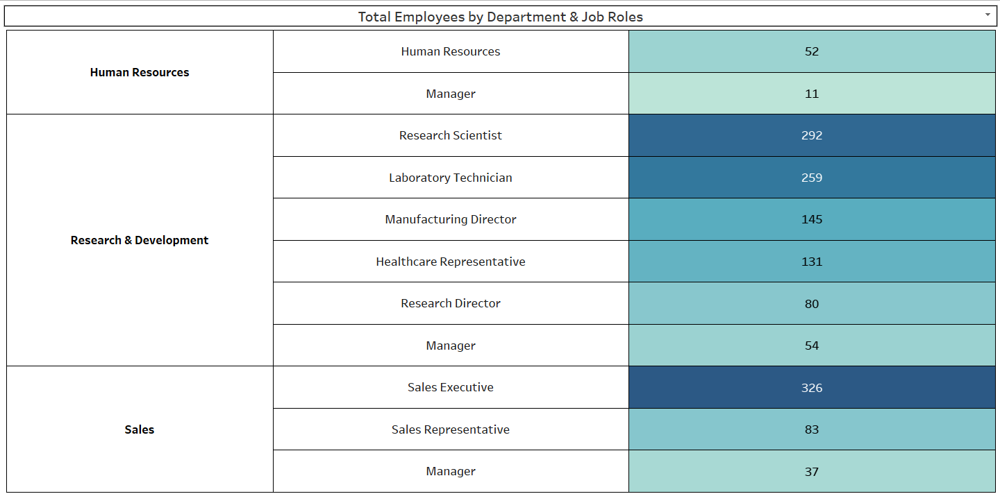 Total Employees by Department & Job Roles
Human Resources
Human Resources 52
Manager 11
Research & Development
Research Scientist 292
Laboratory Technician 259
Manufacturing Director 145
Healthcare Representative 131
Research Director 80
Manager 54
Sales
Sales Executive 326
Sales Representative 83
Manager 37